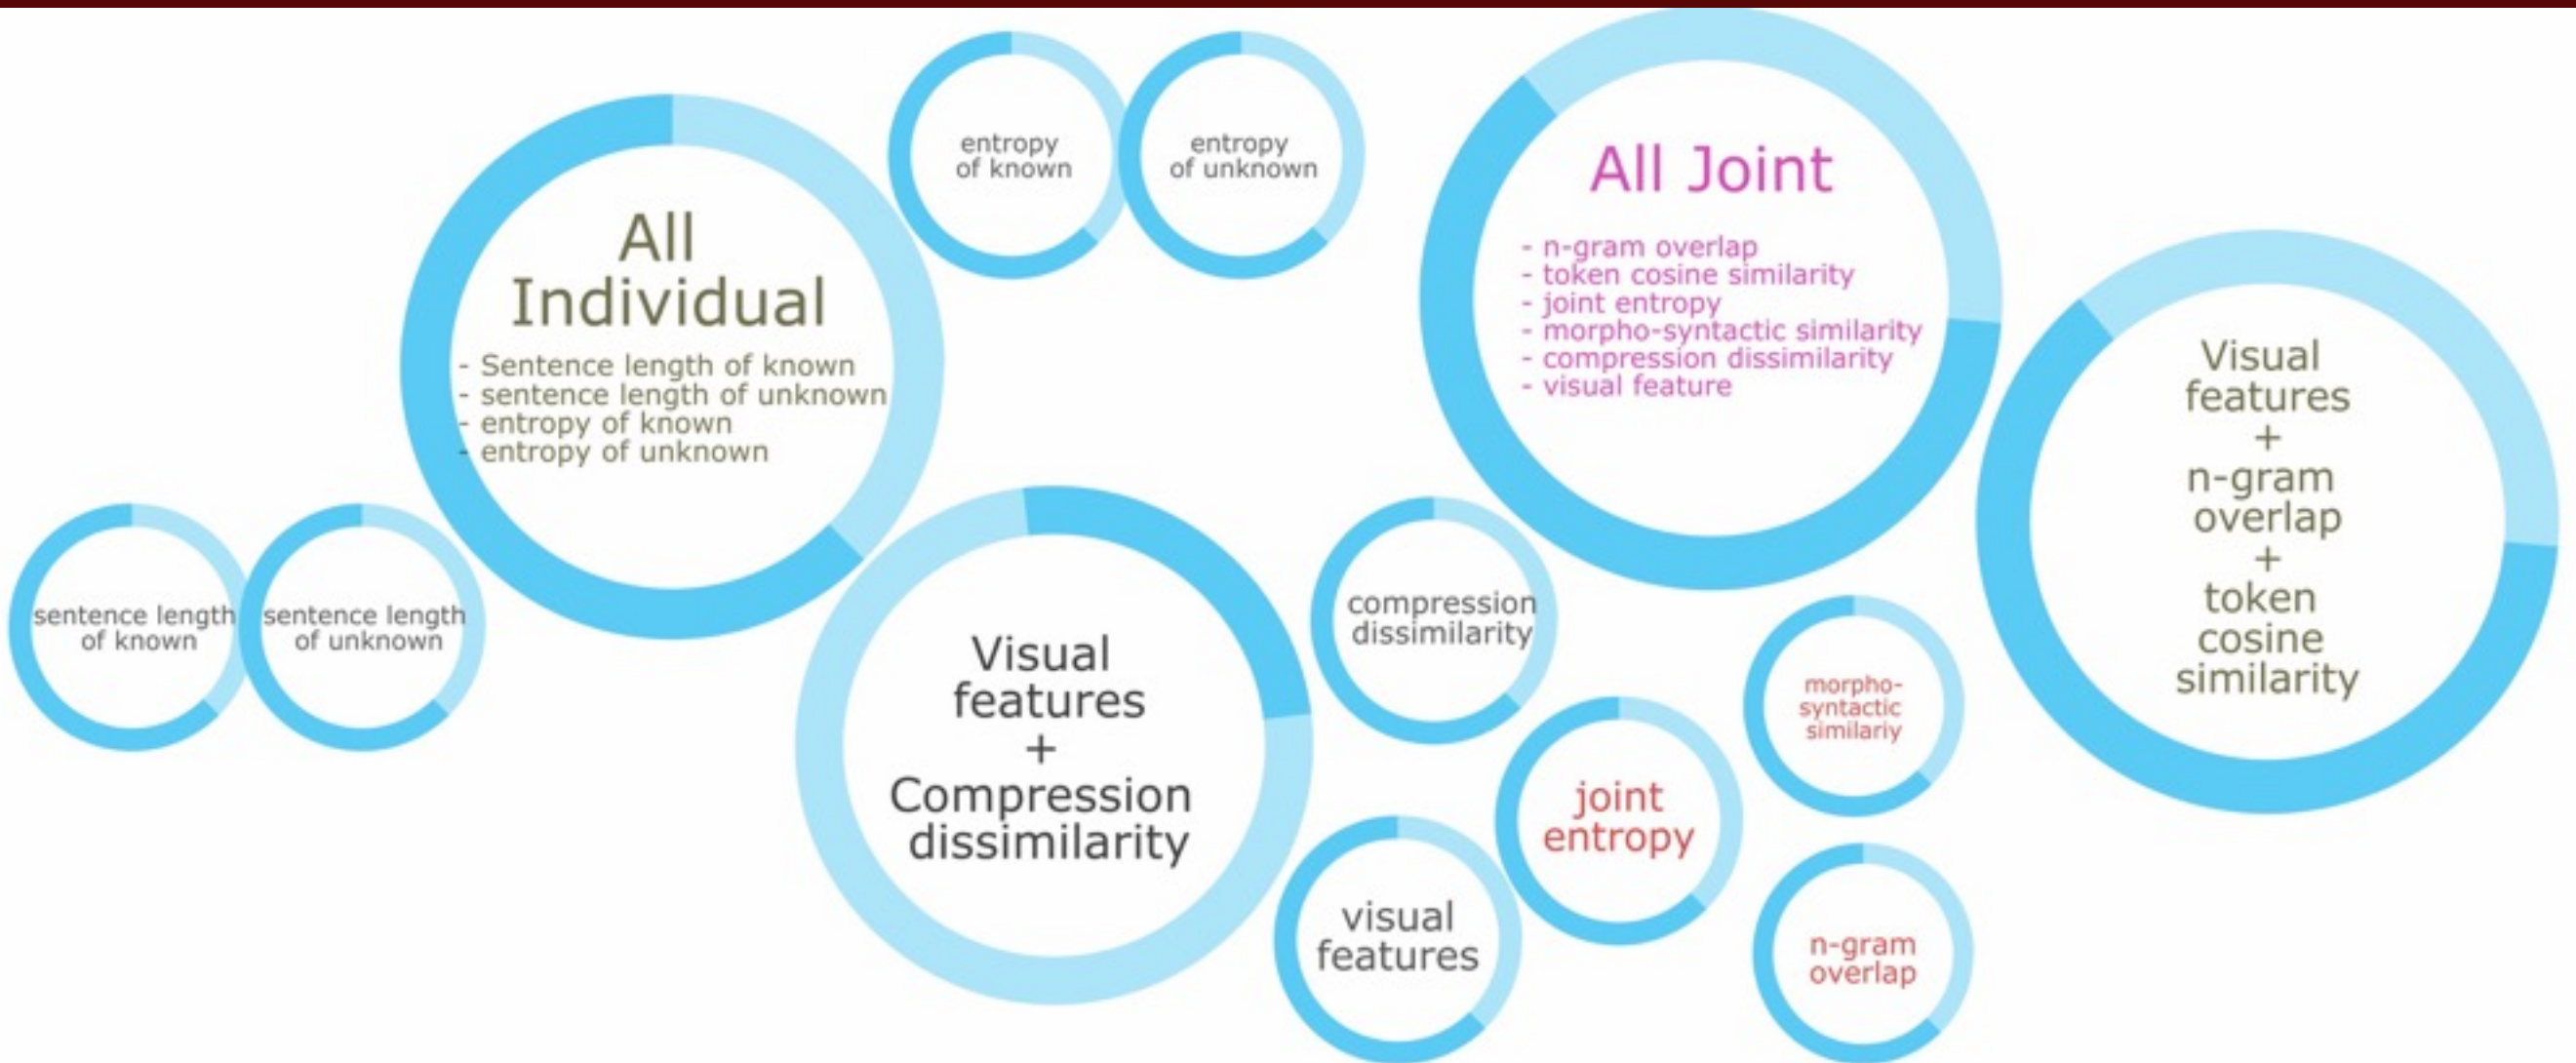 entropy
of known
entropy
of unknown
All
Individual
- Sentence length of known
- sentence length of unknown
- entropy of known
- entropy of unknown
All Joint
- n-gram overlap
- token cosine similarity
- joint entropy
- morpho-syntactic similarity
- compression dissimilarity
- visual feature
Visual
features
+
n-gram
overlap
+
token
cosine
similarity
sentence length
of known
sentence length
of unknown
Visual
features
+
Compression
dissimilarity
compression
dissimilarity
morpho-
syntactic
similariy
joint
entropy
visual
features
n-gram
overlap